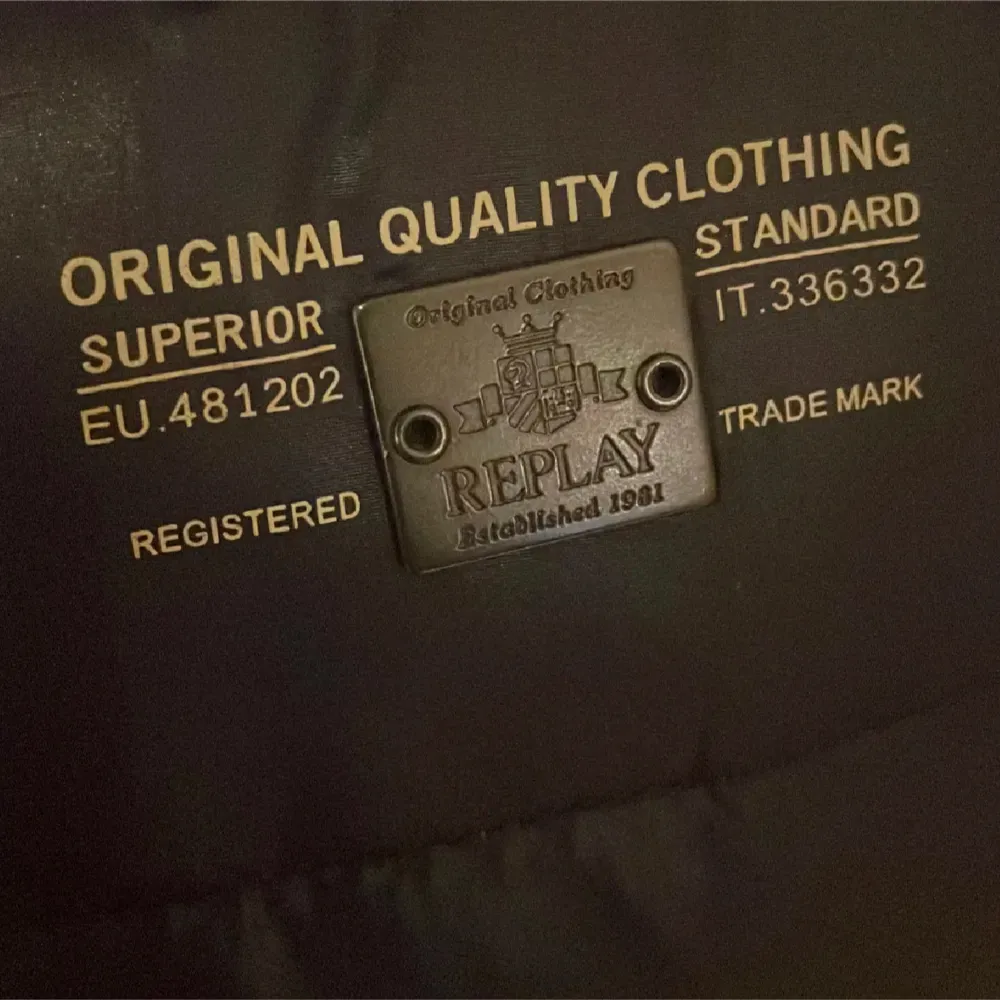 ORIGINAL QUALITY CLOTHING
SUPERIOR
EU.481202
REGISTERED
Original Clothing
REPLAY
Established 1981
STANDARD
IT.336332
TRADE MARK